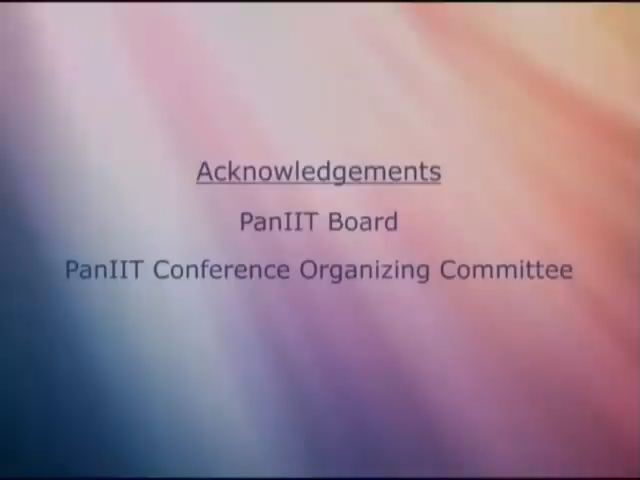 Acknowledgements
PanIIT Board
PanIIT Conference Organizing Committee